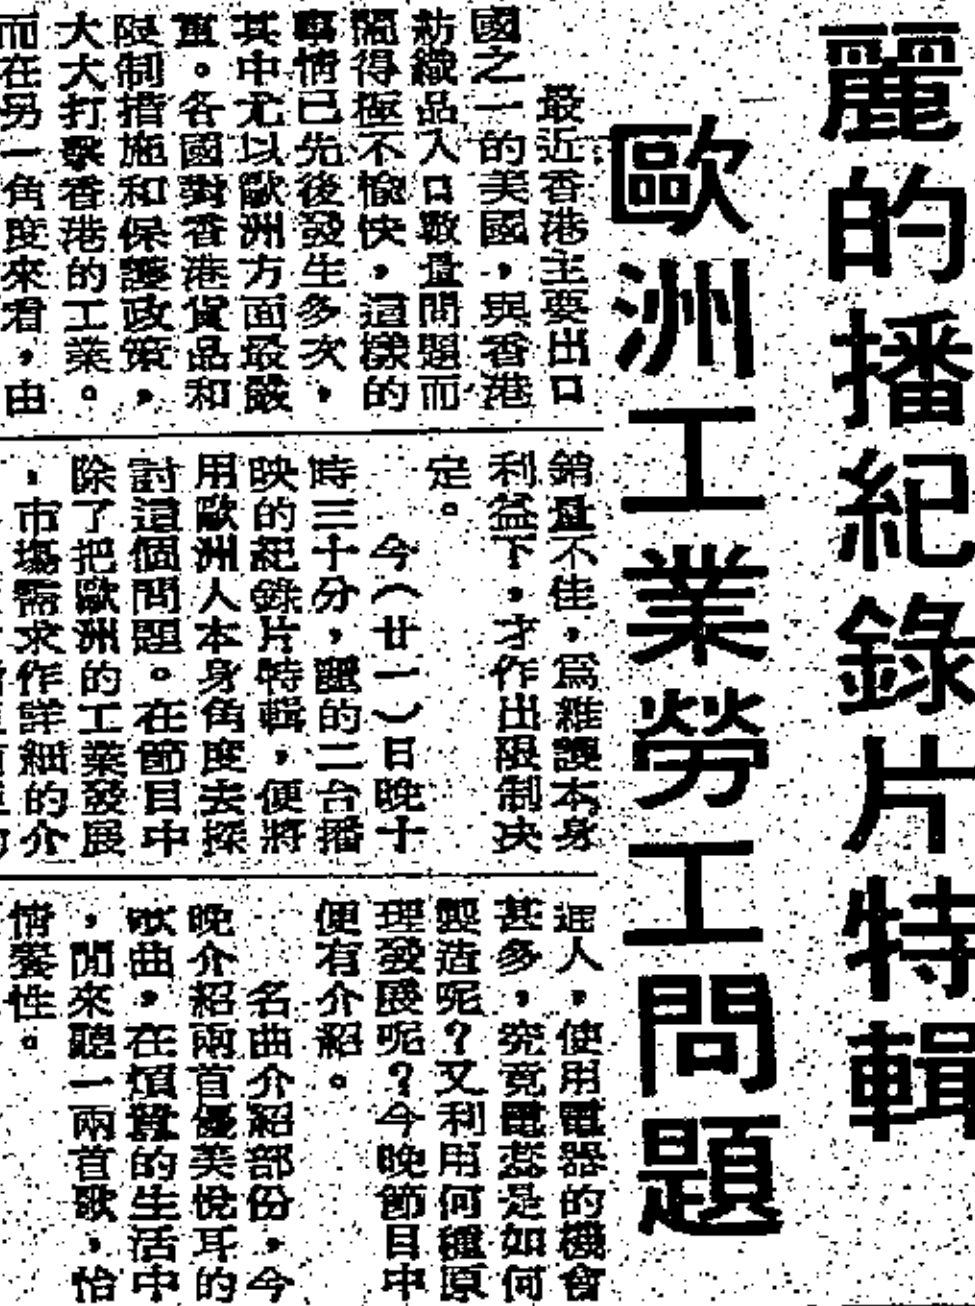 麗的播紀錄片特輯
歐洲工業勞工問題
最近香港主要出口
國之一的美國，與香港
紡織品入口數量問題而
鬧得極不愉快，這樣的
事情已先後發生多次，
其中尤以歐洲方面最嚴
重。各國對香港貨品和
限制措施和保護政策，
大大打擊香港的工業。
而在另一角度來看，由
銷量不佳，爲維護本身
利益下，才作出限制決
定。
今（廿一）日晚十
時三十分，麗的二台播
映的紀錄片特輯，便將
用歐洲人本身角度去探
討這個問題。在節目中
除了把歐洲的工業發展
，市場需求作詳細的介
進人，使用電器的機會
甚多，究竟電蕊是如何
製造呢？又利用何種原
理發展呢？今晚節目中
便有介紹。
名曲介紹部份，今
晚介紹兩首優美悅耳的
歌曲，在煩囂的生活中
，閒來聽一兩首歌，怡
情養性。